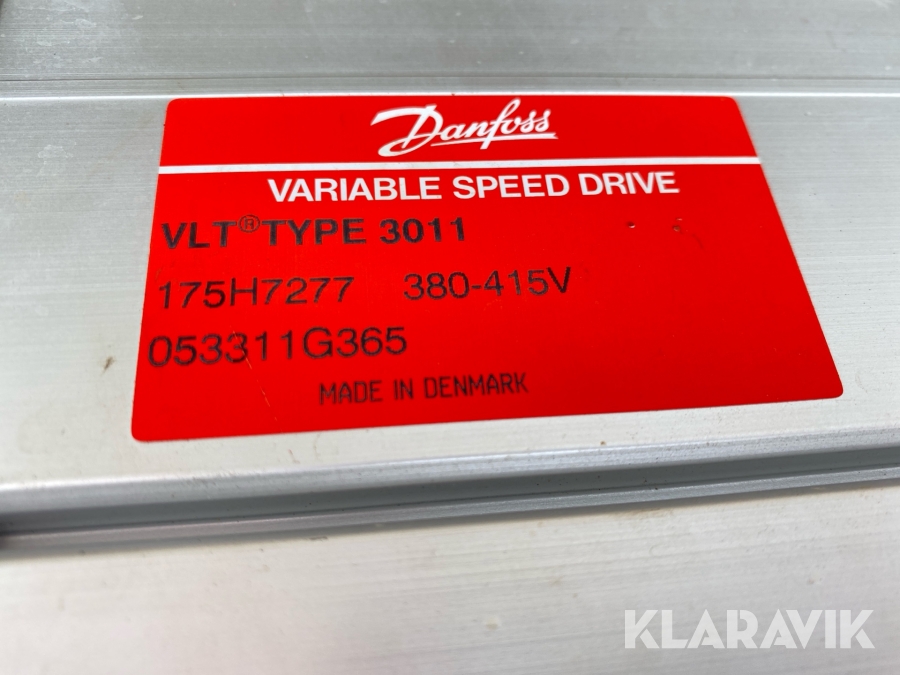 Danfoss
VARIABLE SPEED DRIVE
VLT® TYPE 3011
175H7277 380-415V
053311G365
MADE IN DENMARK
KLARAVIK